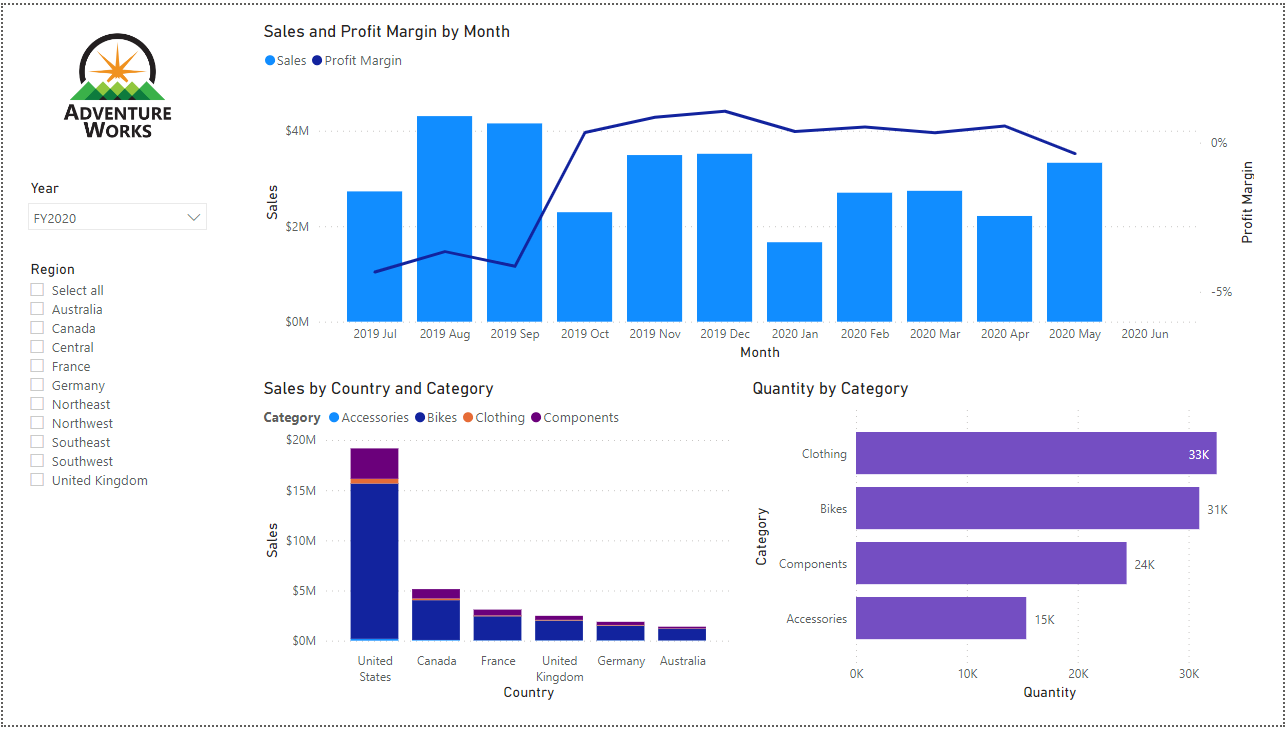 ADVENTURE
WORKS
Year
FY2020
Region
Select all
Australia
Canada
Central
France
Germany
Northeast
Northwest
Southeast
Southwest
United Kingdom
Sales and Profit Margin by Month
Sales Profit Margin
$4M
$2M
$0M
Sales
0%
-5%
Profit Margin
2019 Jul 2019 Aug 2019 Sep 2019 Oct 2019 Nov 2019 Dec 2020 Jan 2020 Feb 2020 Mar 2020 Apr 2020 May 2020 Jun
Month
Sales by Country and Category
Category Accessories Bikes Clothing Components
$20M
$15M
$10M
$5M
$0M
Sales
United States Canada France United Kingdom Germany Australia
Country
Quantity by Category
Category
Clothing 33K
Bikes 31K
Components 24K
Accessories 15K
0K 10K 20K 30K
Quantity